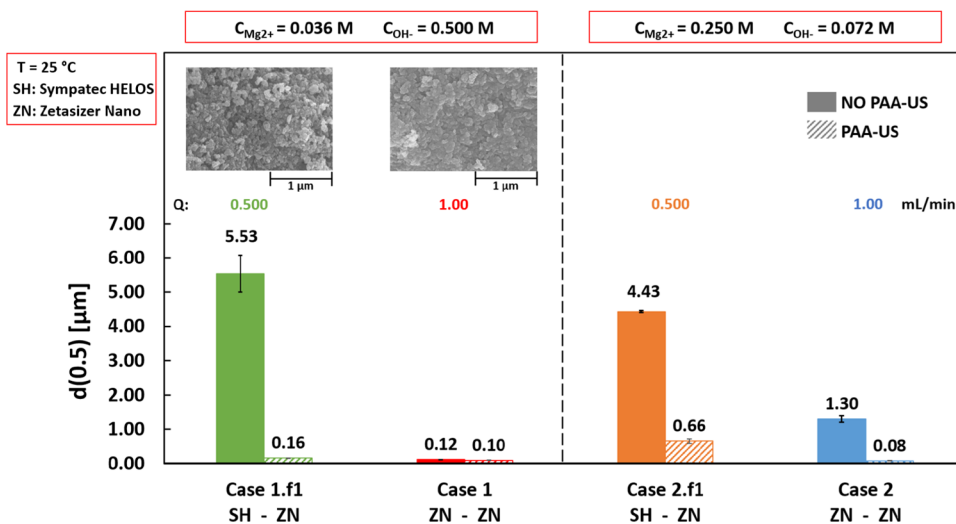 C_Mg2+ = 0.036 M C_OH- = 0.500 M
C_Mg2+ = 0.250 M C_OH- = 0.072 M
T = 25 °C
SH: Sympatec HELOS
ZN: Zetasizer Nano
NO PAA-US
PAA-US
1 µm
1 µm
Q: 0.500 1.00 0.500 1.00 mL/min
d(0.5) [µm]
7.00
6.00
5.00
4.00
3.00
2.00
1.00
0.00
5.53
0.16
0.12
0.10
4.43
0.66
1.30
0.08
Case 1.f1 Case 1 Case 2.f1 Case 2
SH - ZN ZN - ZN SH - ZN ZN - ZN